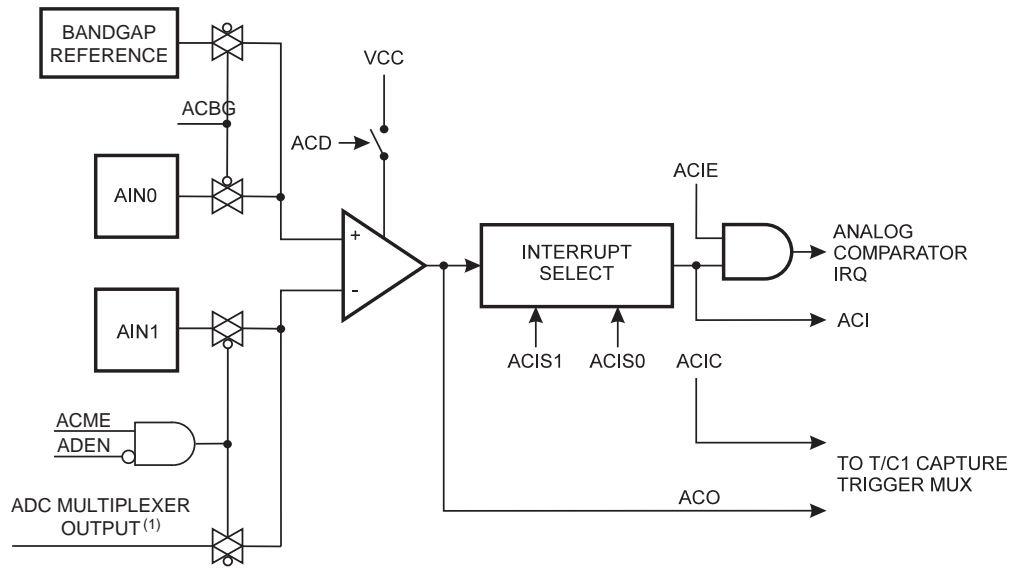 BANDGAP
REFERENCE
VCC
ACBG
ACD
AIN0
ACIE
+
-
INTERRUPT
SELECT
ANALOG
COMPARATOR
IRQ
AIN1
ACI
ACIS1
ACIS0
ACIC
ACME
ADEN
TO T/C1 CAPTURE
TRIGGER MUX
ACO
ADC MULTIPLEXER
OUTPUT(1)